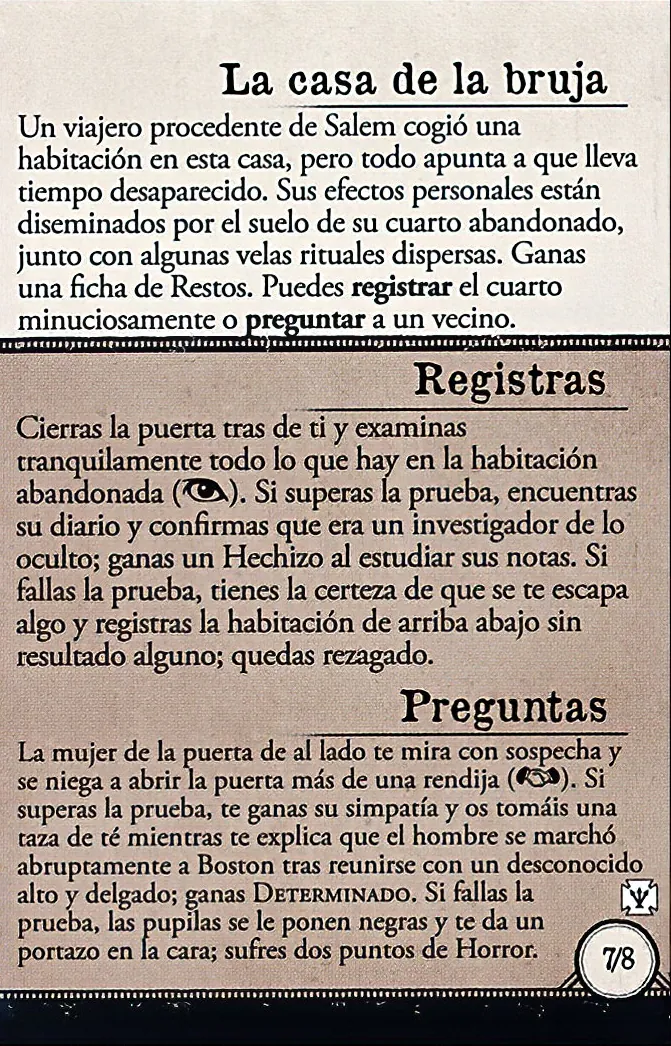 La casa de la bruja
Un viajero procedente de Salem cogió una
habitación en esta casa, pero todo apunta a que lleva
tiempo desaparecido. Sus efectos personales están
diseminados por el suelo de su cuarto abandonado,
junto con algunas velas rituales dispersas. Ganas
una ficha de Restos. Puedes registrar el cuarto
minuciosamente o preguntar a un vecino.
Registras
Cierras la puerta tras de ti y examinas
tranquilamente todo lo que hay en la habitación
abandonada (). Si superas la prueba, encuentras
su diario y confirmas que era un investigador de lo
oculto; ganas un Hechizo al estudiar sus notas. Si
fallas la prueba, tienes la certeza de que se te escapa
algo y registras la habitación de arriba abajo sin
resultado alguno; quedas rezagado.
Preguntas
La mujer de la puerta de al lado te mira con sospecha y
se niega a abrir la puerta más de una rendija (). Si
superas la prueba, te ganas su simpatía y os tomáis una
taza de té mientras te explica que el hombre se marchó
abruptamente a Boston tras reunirse con un desconocido
alto y delgado; ganas DETERMINADO. Si fallas la
prueba, las pupilas se le ponen negras y te da un
portazo en la cara; sufres dos puntos de Horror.
7/8